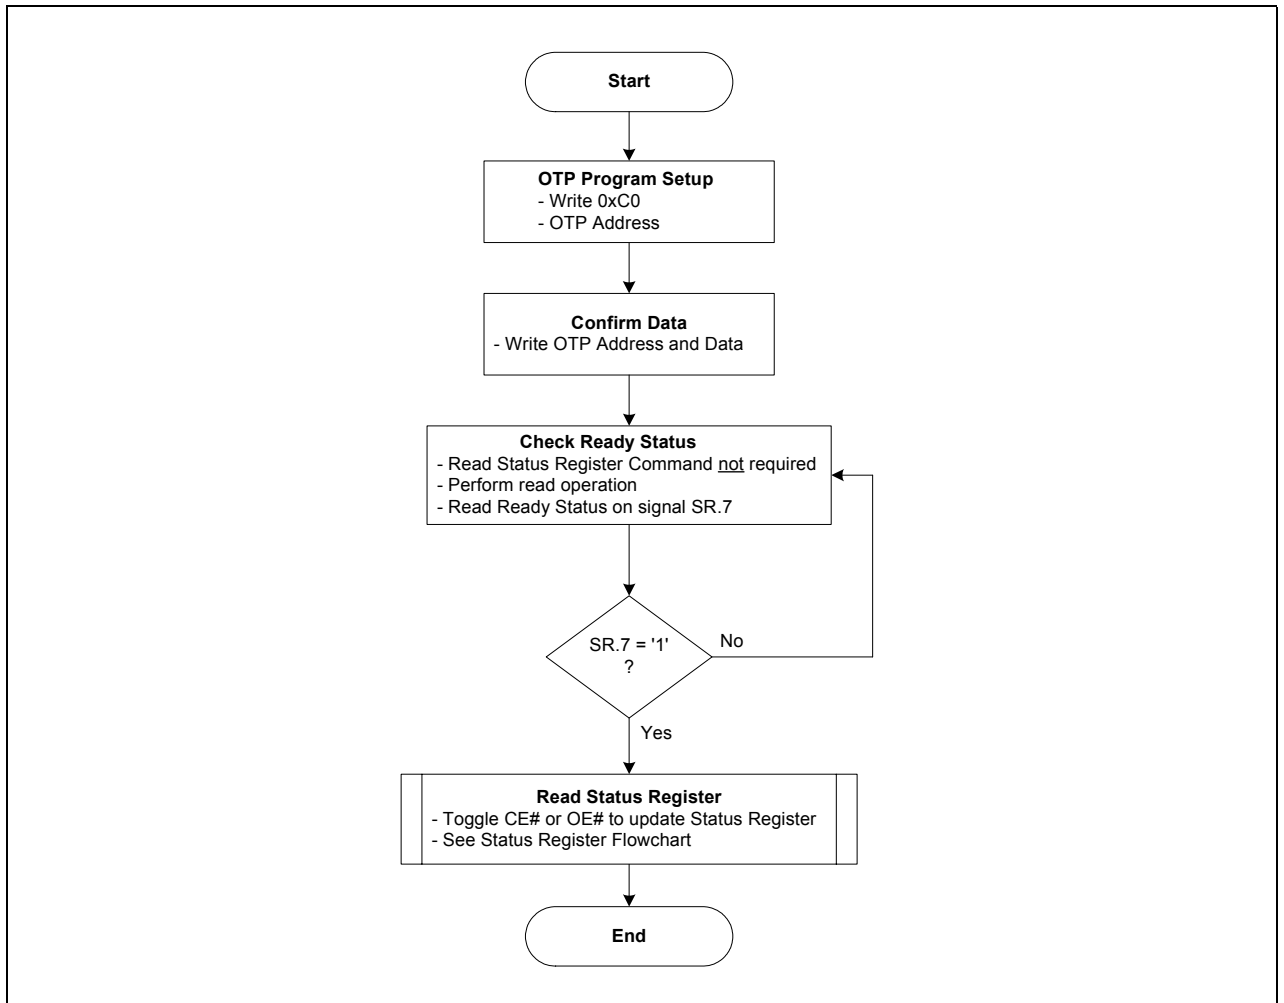 Start
OTP Program Setup
- Write 0xC0
- OTP Address
Confirm Data
- Write OTP Address and Data
Check Ready Status
- Read Status Register Command not required
- Perform read operation
- Read Ready Status on signal SR.7
SR.7 = '1'
?
No
Yes
Read Status Register
- Toggle CE# or OE# to update Status Register
- See Status Register Flowchart
End